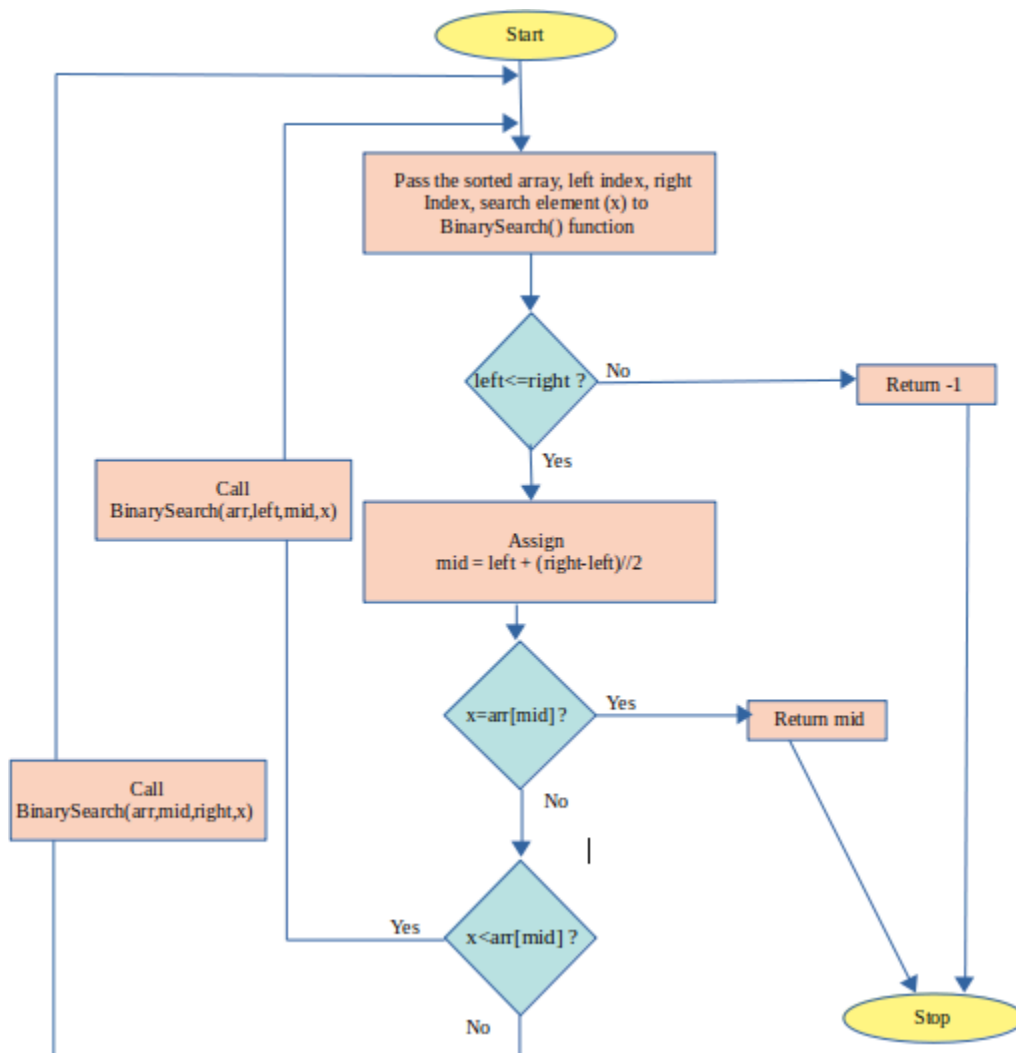 Start
Pass the sorted array, left index, right
Index, search element (x) to
BinarySearch() function
left<=right ?
No
Return -1
Yes
Call
BinarySearch(arr,left,mid,x)
Assign
mid = left + (right-left)//2
x=arr[mid] ?
Yes
Return mid
Call
BinarySearch(arr,mid,right,x)
No
x<arr[mid] ?
Yes
No
Stop